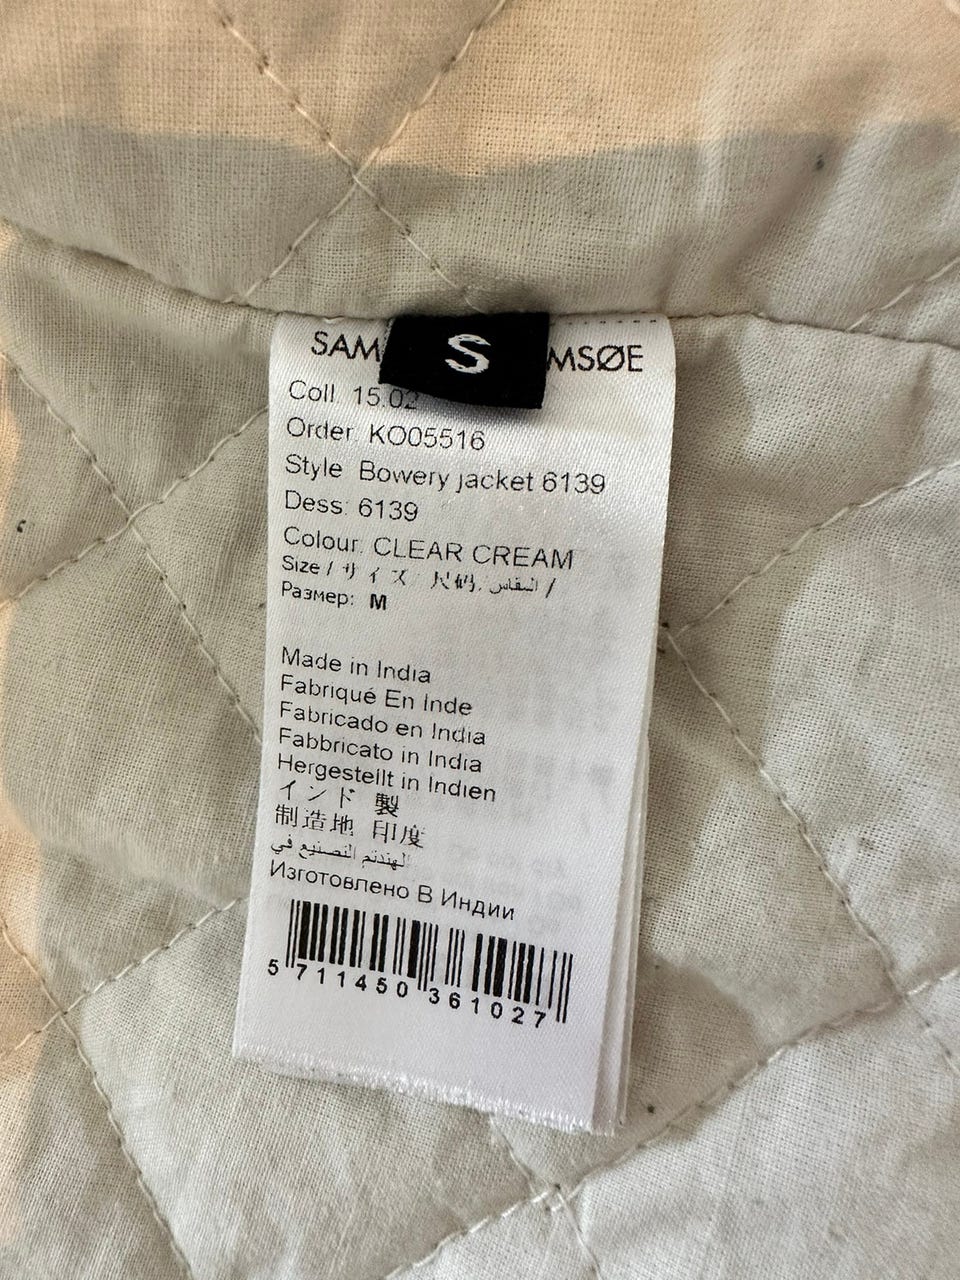 S
SAM MSØE
Coll. 15.02
Order: KO05516
Style: Bowery jacket 6139
Dess: 6139
Colour: CLEAR CREAM
Size / サイズ 尺码. المقاس /
Размер: M
Made in India
Fabriqué En Inde
Fabricado en India
Fabbricato in India
Hergestellt in Indien
インド 製
制造地 印度
التصنيع في
Изготовлено В Индии
5 711450 361027